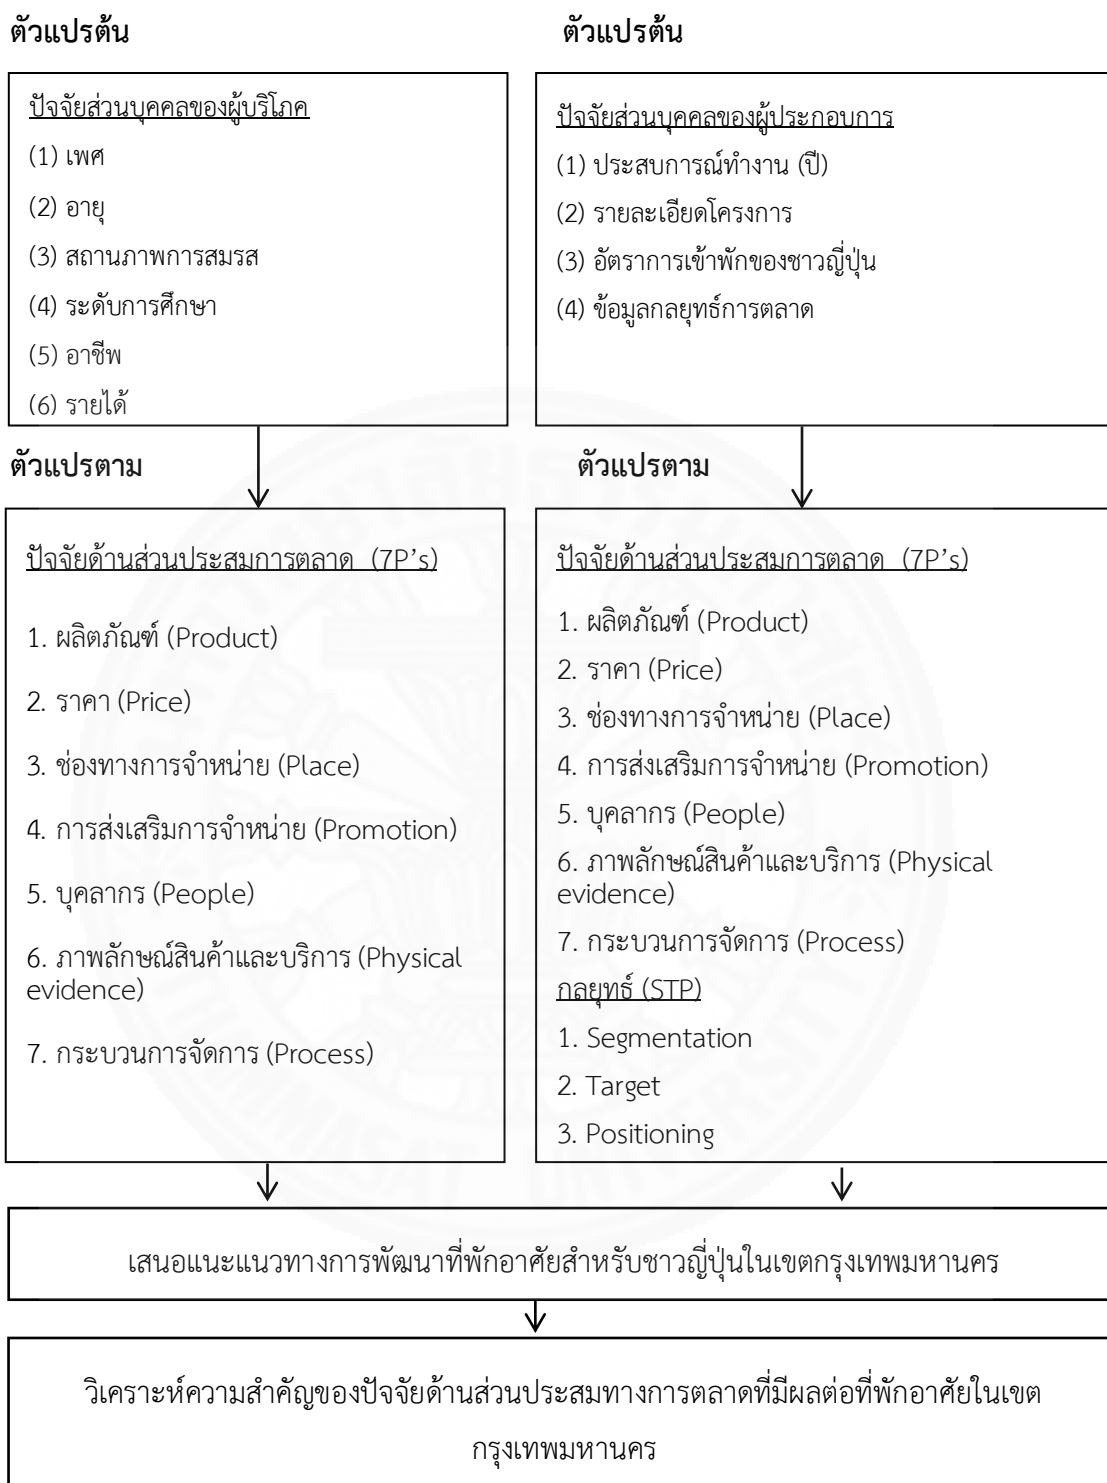 ตัวแปรต้น
ปัจจัยส่วนบุคคลของผู้บริโภค
(1) เพศ
(2) อายุ
(3) สถานภาพการสมรส
(4) ระดับการศึกษา
(5) อาชีพ
(6) รายได้
ตัวแปรต้น
ปัจจัยส่วนบุคคลของผู้ประกอบการ
(1) ประสบการณ์ทำงาน (ปี)
(2) รายละเอียดโครงการ
(3) อัตราการเข้าพักของชาวญี่ปุ่น
(4) ข้อมูลกลยุทธ์การตลาด
ตัวแปรตาม
ปัจจัยด้านส่วนประสมการตลาด (7P’s)
1. ผลิตภัณฑ์ (Product)
2. ราคา (Price)
3. ช่องทางการจำหน่าย (Place)
4. การส่งเสริมการจำหน่าย (Promotion)
5. บุคลากร (People)
6. ภาพลักษณ์สินค้าและบริการ (Physical
evidence)
7. กระบวนการจัดการ (Process)
ตัวแปรตาม
ปัจจัยด้านส่วนประสมการตลาด (7P’s)
1. ผลิตภัณฑ์ (Product)
2. ราคา (Price)
3. ช่องทางการจำหน่าย (Place)
4. การส่งเสริมการจำหน่าย (Promotion)
5. บุคลากร (People)
6. ภาพลักษณ์สินค้าและบริการ (Physical
evidence)
7. กระบวนการจัดการ (Process)
กลยุทธ์ (STP)
1. Segmentation
2. Target
3. Positioning
เสนอแนะแนวทางการพัฒนาที่พักอาศัยสำหรับชาวญี่ปุ่นในเขตกรุงเทพมหานคร
วิเคราะห์ความสำคัญของปัจจัยด้านส่วนประสมทางการตลาดที่มีผลต่อที่พักอาศัยในเขต
กรุงเทพมหานคร
THAMMASAT UNIVERSITY